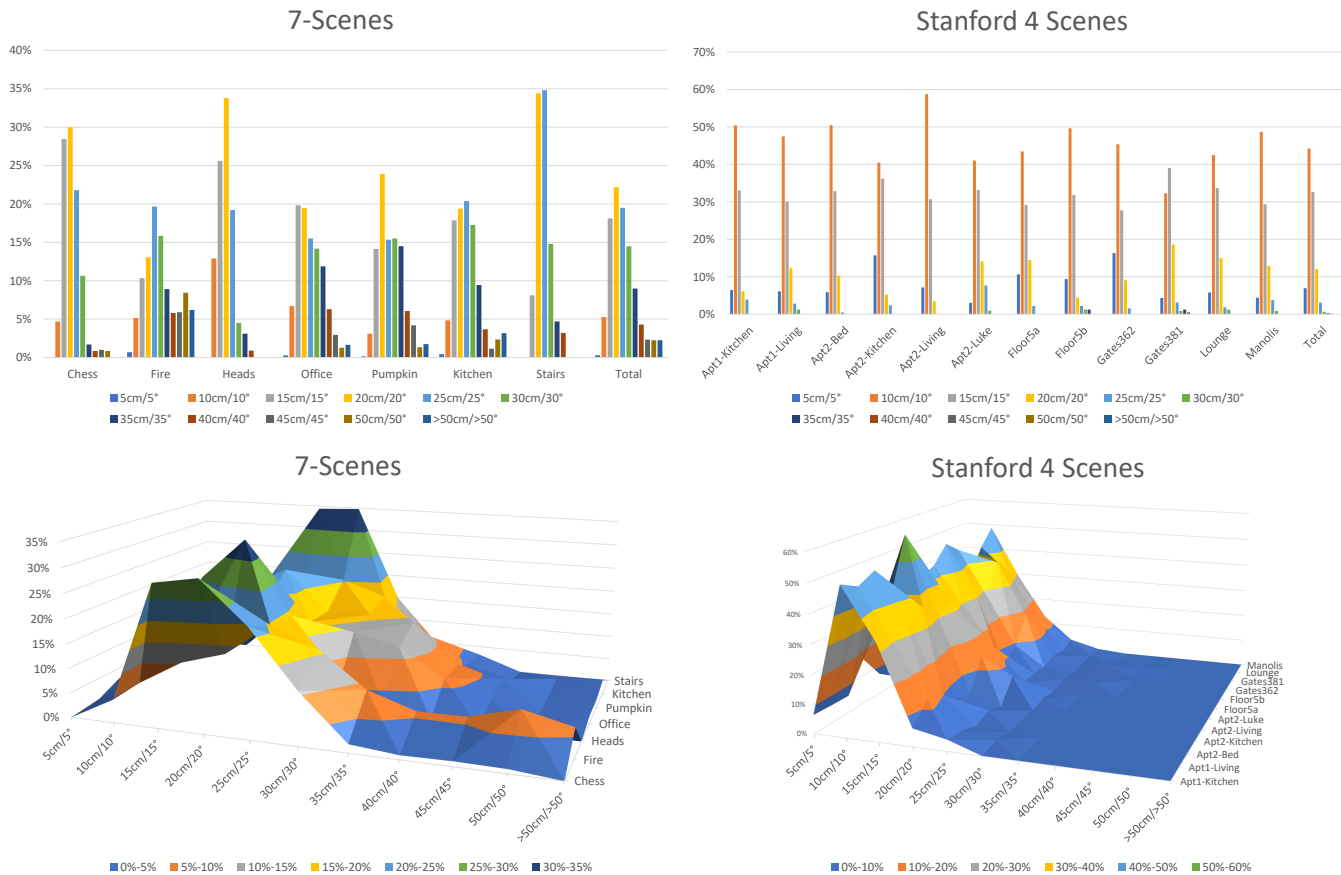 7-Scenes
40%
35%
30%
25%
20%
15%
10%
5%
0%
Chess Fire Heads Office Pumpkin Kitchen Stairs Total
5cm/5° 10cm/10° 15cm/15° 20cm/20° 25cm/25° 30cm/30°
35cm/35° 40cm/40° 45cm/45° 50cm/50° >50cm/>50°
Stanford 4 Scenes
70%
60%
50%
40%
30%
20%
10%
0%
Apt1-Kitchen Apt1-Living Apt2-Bed Apt2-Kitchen Apt2-Living Apt2-Luke Floor5a Floor5b Gates362 Gates381 Lounge Manolis Total
5cm/5° 10cm/10° 15cm/15° 20cm/20° 25cm/25° 30cm/30°
35cm/35° 40cm/40° 45cm/45° 50cm/50° >50cm/>50°
7-Scenes
35%
30%
25%
20%
15%
10%
5%
0%
5cm/5° 10cm/10° 15cm/15° 20cm/20° 25cm/25° 30cm/30° 35cm/35° 40cm/40° 45cm/45° 50cm/50° >50cm/>50°
Stairs
Kitchen
Pumpkin
Office
Heads
Fire
Chess
0%-5% 5%-10% 10%-15% 15%-20% 20%-25% 25%-30% 30%-35%
Stanford 4 Scenes
60%
50%
40%
30%
20%
10%
0%
5cm/5° 10cm/10° 15cm/15° 20cm/20° 25cm/25° 30cm/30° 35cm/35° 40cm/40° 45cm/45° 50cm/50° >50cm/>50°
Manolis
Lounge
Gates381
Gates362
Floor5b
Floor5a
Apt2-Luke
Apt2-Living
Apt2-Kitchen
Apt2-Bed
Apt1-Living
Apt1-Kitchen
0%-10% 10%-20% 20%-30% 30%-40% 40%-50% 50%-60%